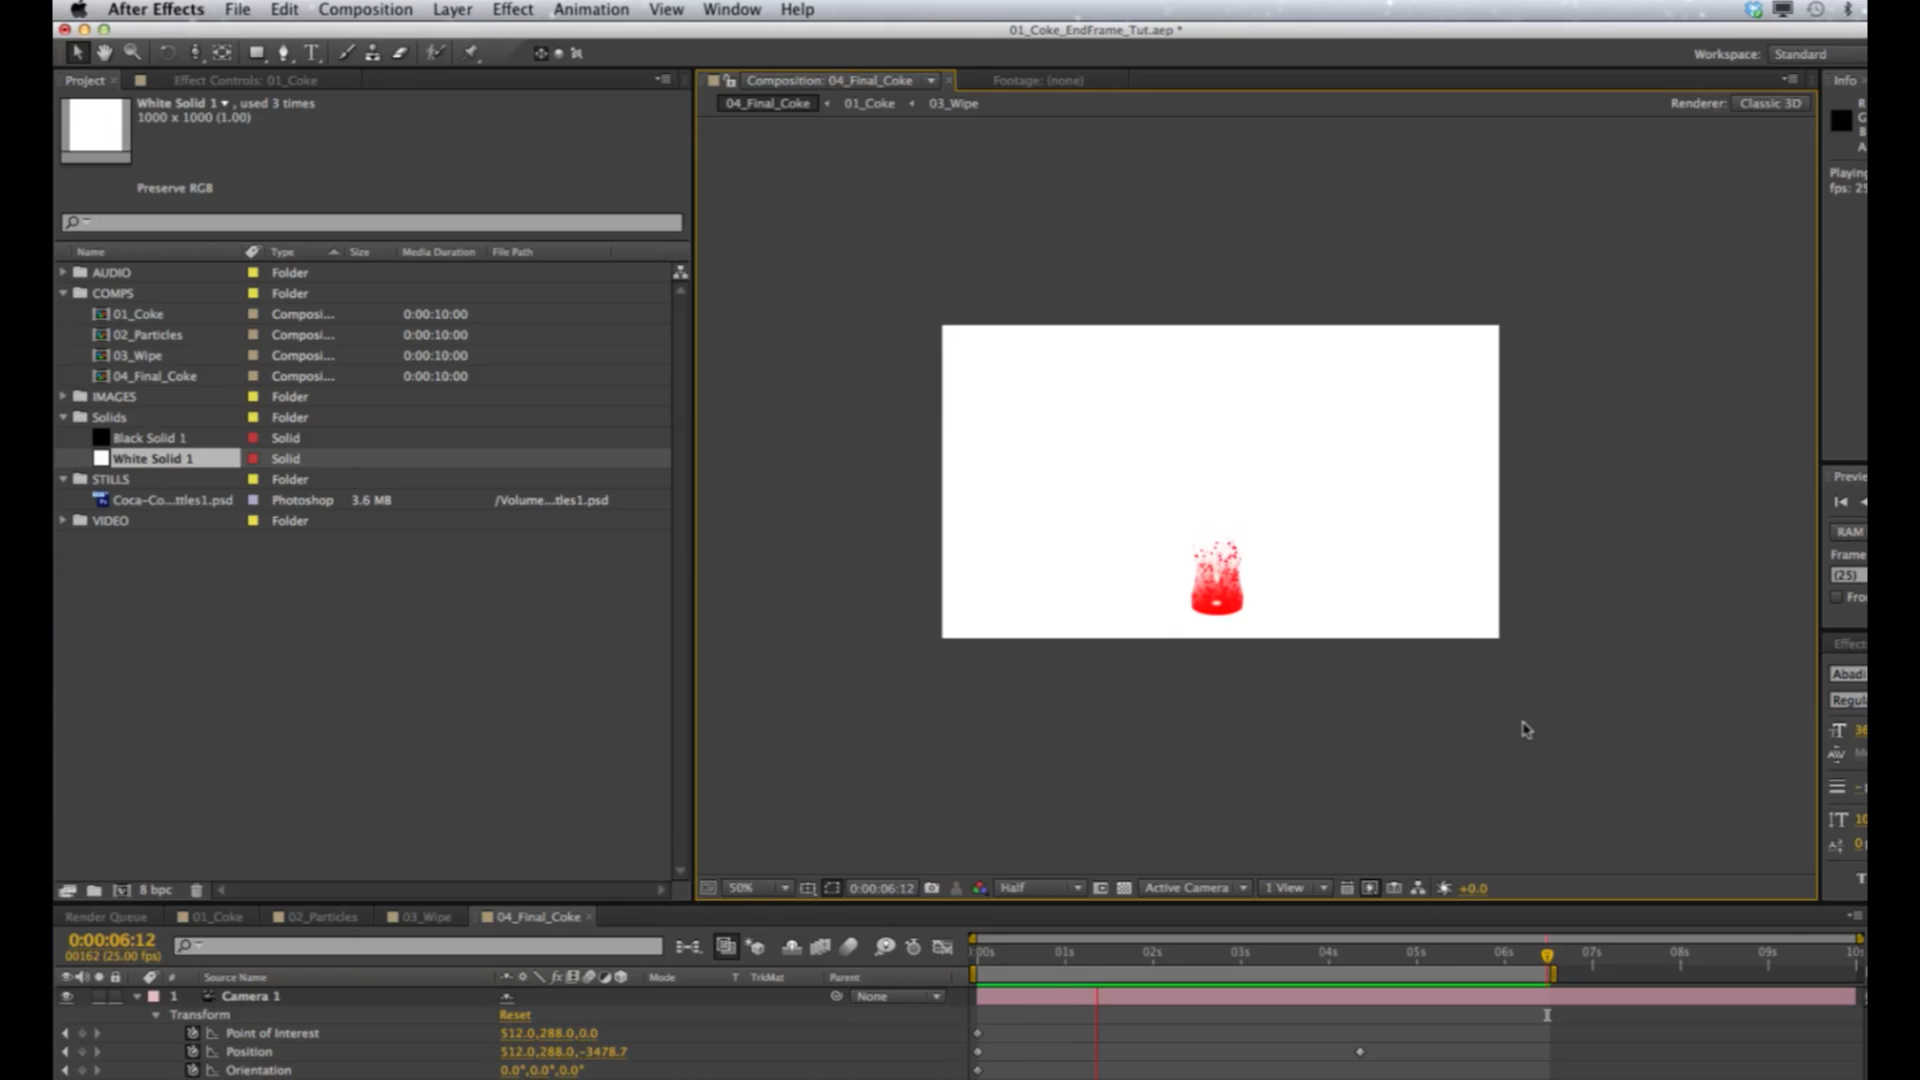 After Effects File Edit Composition Layer Effect Animation View Window Help
01_Coke_EndFrame_Tut.aep *
Workspace: Standard
Project Effect Controls: 01_Coke
Composition: 04_Final_Coke Footage: (none) Info
White Solid 1 , used 3 times
1000 x 1000 (1.00)
04_Final_Coke 01_Coke 03_Wipe Renderer: Classic 3D
R
G
B
A
Playing
fps: 25
Preserve RGB
Name Type Size Media Duration File Path
AUDIO Folder
COMPS Folder
01_Coke Composi... 0:00:10:00
02_Particles Composi... 0:00:10:00
03_Wipe Composi... 0:00:10:00
04_Final_Coke Composi... 0:00:10:00
IMAGES Folder
Solids Folder
Black Solid 1 Solid
White Solid 1 Solid
STILLS Folder
Coca-Co...ttles1.psd Photoshop 3.6 MB /Volume...tles1.psd
VIDEO Folder
Previe
RAM
Frame
(25)
Fro
Effect
Abadi
Regul
8 bpc
50% 0:00:06:12 Half Active Camera 1 View +0.0
Render Queue 01_Coke 02_Particles 03_Wipe 04_Final_Coke
0:00:06:12
00162 (25.00 fps)
:00s 01s 02s 03s 04s 05s 06s 07s 08s 09s 10s
# Source Name Mode T TrkMat Parent
1 Camera 1 None
Transform Reset
Point of Interest 512.0,288.0,0.0
Position 512.0,288.0,-3478.7
Orientation 0.0°,0.0°,0.0°